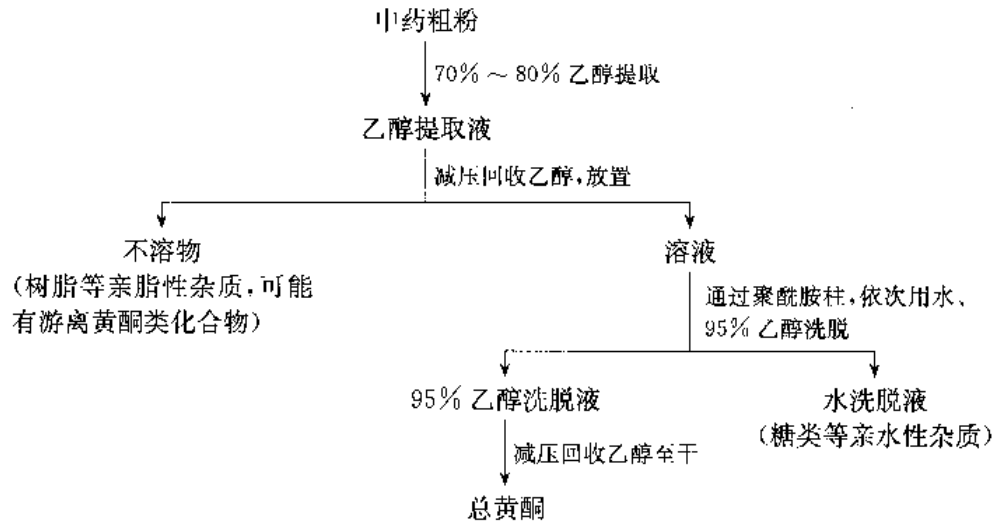 中药粗粉
70%～80%乙醇提取
乙醇提取液
减压回收乙醇,放置
不溶物
(树脂等亲脂性杂质,可能
有游离黄酮类化合物)
溶液
通过聚酰胺柱,依次用水、
95%乙醇洗脱
95%乙醇洗脱液
水洗脱液
(糖类等亲水性杂质)
减压回收乙醇至干
总黄酮